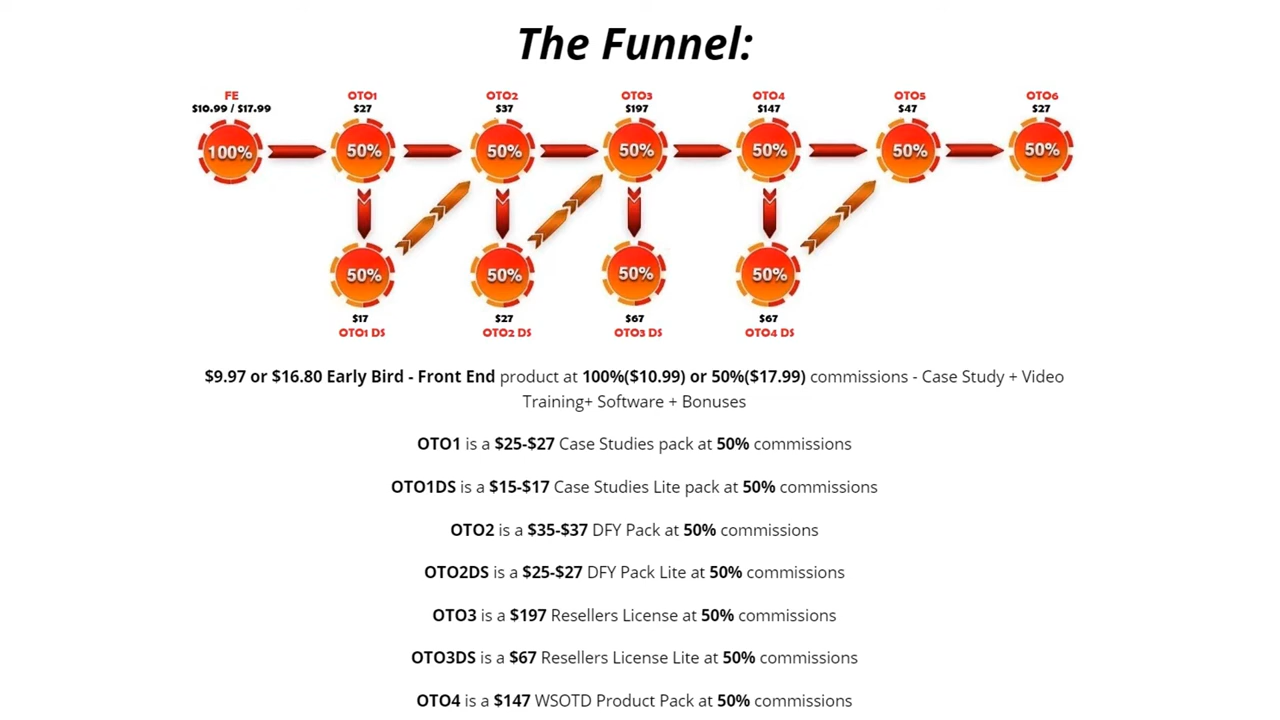 The Funnel:
FE OTO1 OTO2 OTO3 OTO4 OTO5 OTO6
$10.99 / $17.99 $27 $37 $197 $147 $47 $27
100% 50% 50% 50% 50% 50% 50%
50% 50% 50% 50%
$17 $27 $67 $67
OTO1 DS OTO2 DS OTO3 DS OTO4 DS
$9.97 or $16.80 Early Bird - Front End product at 100%($10.99) or 50%($17.99) commissions - Case Study + Video
Training+ Software + Bonuses
OTO1 is a $25-$27 Case Studies pack at 50% commissions
OTO1DS is a $15-$17 Case Studies Lite pack at 50% commissions
OTO2 is a $35-$37 DFY Pack at 50% commissions
OTO2DS is a $25-$27 DFY Pack Lite at 50% commissions
OTO3 is a $197 Resellers License at 50% commissions
OTO3DS is a $67 Resellers License Lite at 50% commissions
OTO4 is a $147 WSOTD Product Pack at 50% commissions